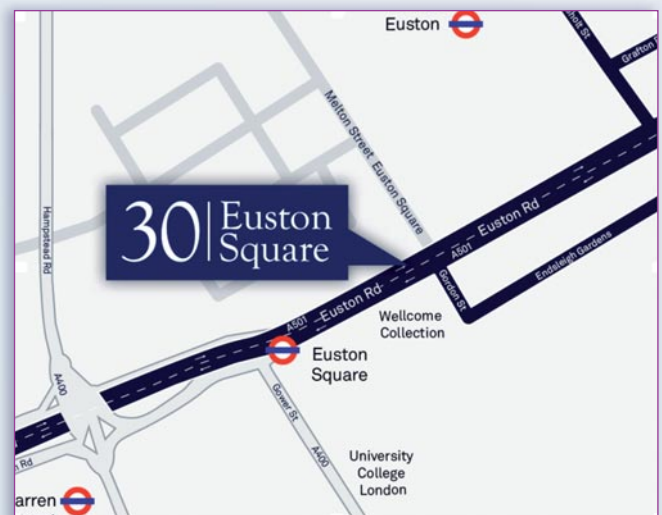 Euston
Grafton
Melton Street
Euston Square
Hampstead Rd
30 | Euston
Square
Euston Rd
A501
Gordon St
Endsleigh Gardens
A501
Euston Rd
Wellcome
Collection
Euston
Square
A400
Gower St
A400
University
College
London
Rd
arren